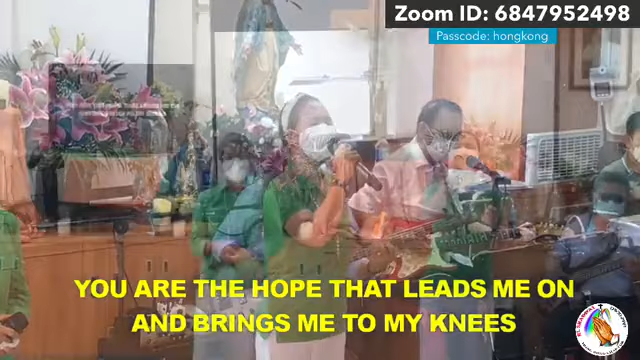 Zoom ID: 6847952498
Passcode: hongkong
YOU ARE THE HOPE THAT LEADS ME ON
AND BRINGS ME TO MY KNEES